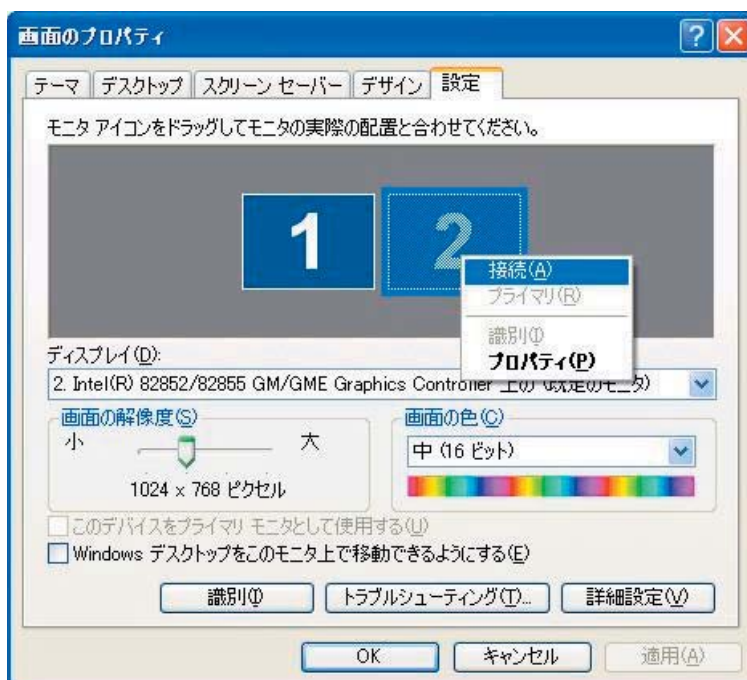 画面のプロパティ
テーマ デスクトップ スクリーン セーバー デザイン 設定
モニタ アイコンをドラッグしてモニタの実際の配置と合わせてください。
1
2
接続(A)
プライマリ(R)
識別(I)
プロパティ(P)
ディスプレイ(D):
2. Intel(R) 82852/82855 GM/GME Graphics Controller 上の (既定のモニタ)
画面の解像度(S)
小 大
1024 x 768 ピクセル
画面の色(C)
中 (16 ビット)
このデバイスをプライマリ モニタとして使用する(U)
Windows デスクトップをこのモニタ上で移動できるようにする(E)
識別(I) トラブルシューティング(T)... 詳細設定(V)
OK キャンセル 適用(A)